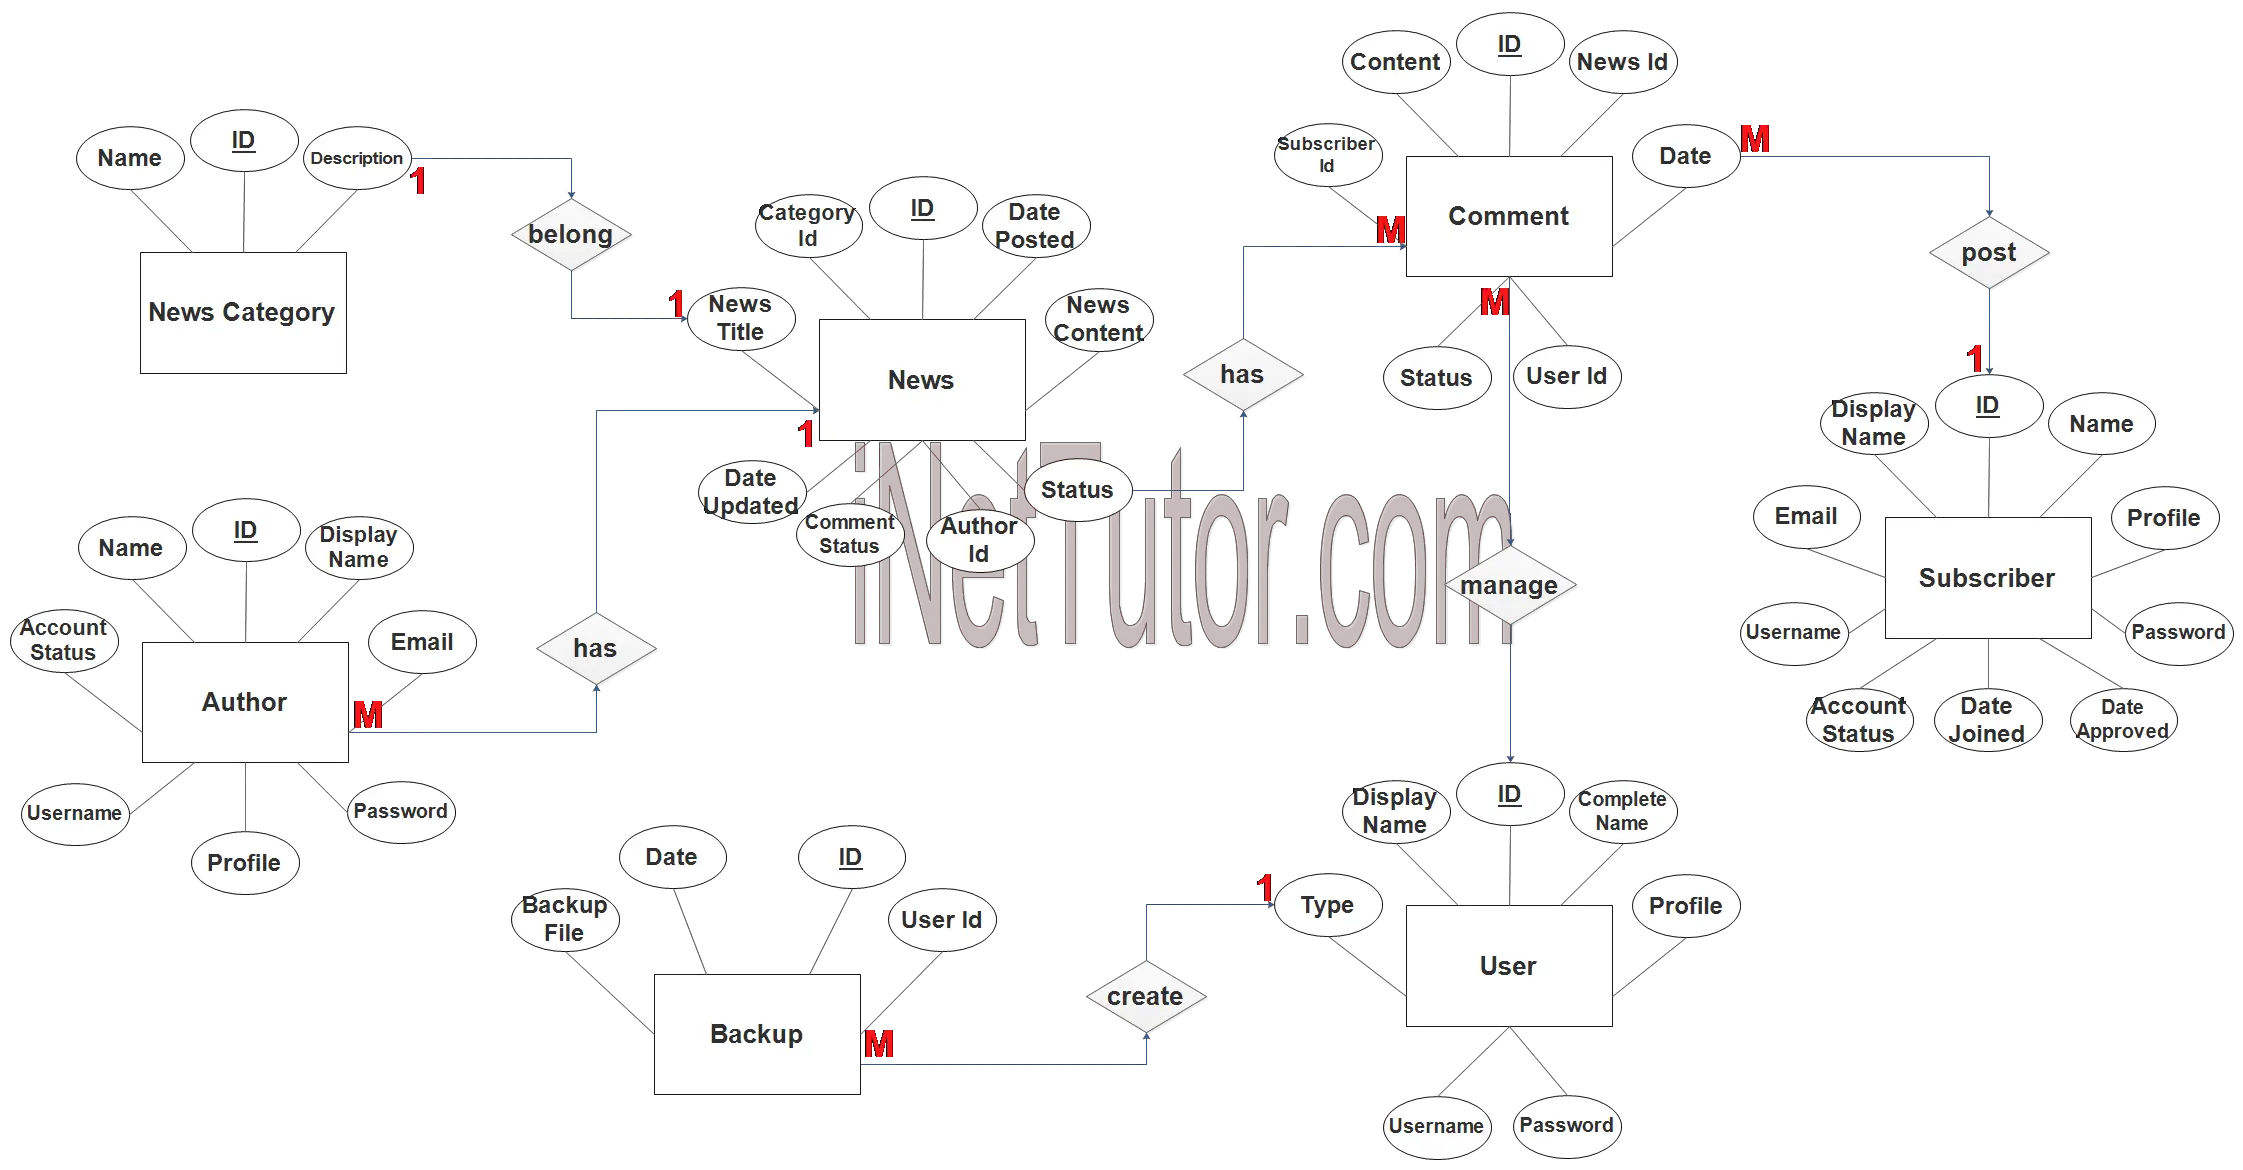 ID
Content
News Id
Subscriber
Id
Date
M
Comment
M
M
Status
User Id
post
1
Name
ID
Description
1
belong
News Category
Category
Id
ID
Date
Posted
1
News
Title
News
Content
News
1
Date
Updated
Comment
Status
Author
Id
Status
has
iNetTutor.com
manage
Display
Name
ID
Name
Email
Profile
Subscriber
Username
Password
Account
Status
Date
Joined
Date
Approved
Name
ID
Display
Name
Account
Status
Email
Author
M
has
Username
Profile
Password
Date
ID
Backup
File
User Id
Backup
M
create
1
Display
Name
ID
Complete
Name
Type
Profile
User
Username
Password